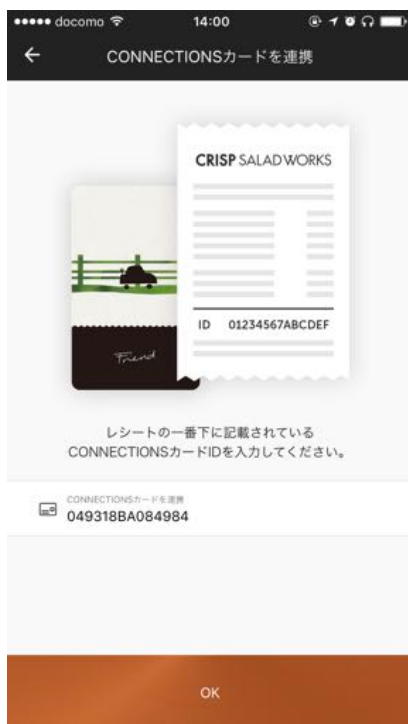 docomo 14:00
CONNECTIONSカードを連携
CRISP SALAD WORKS
ID 01234567ABCDEF
Friend
レシートの一番下に記載されている
CONNECTIONSカードIDを入力してください。
CONNECTIONSカードを連携
049318BA084984
OK